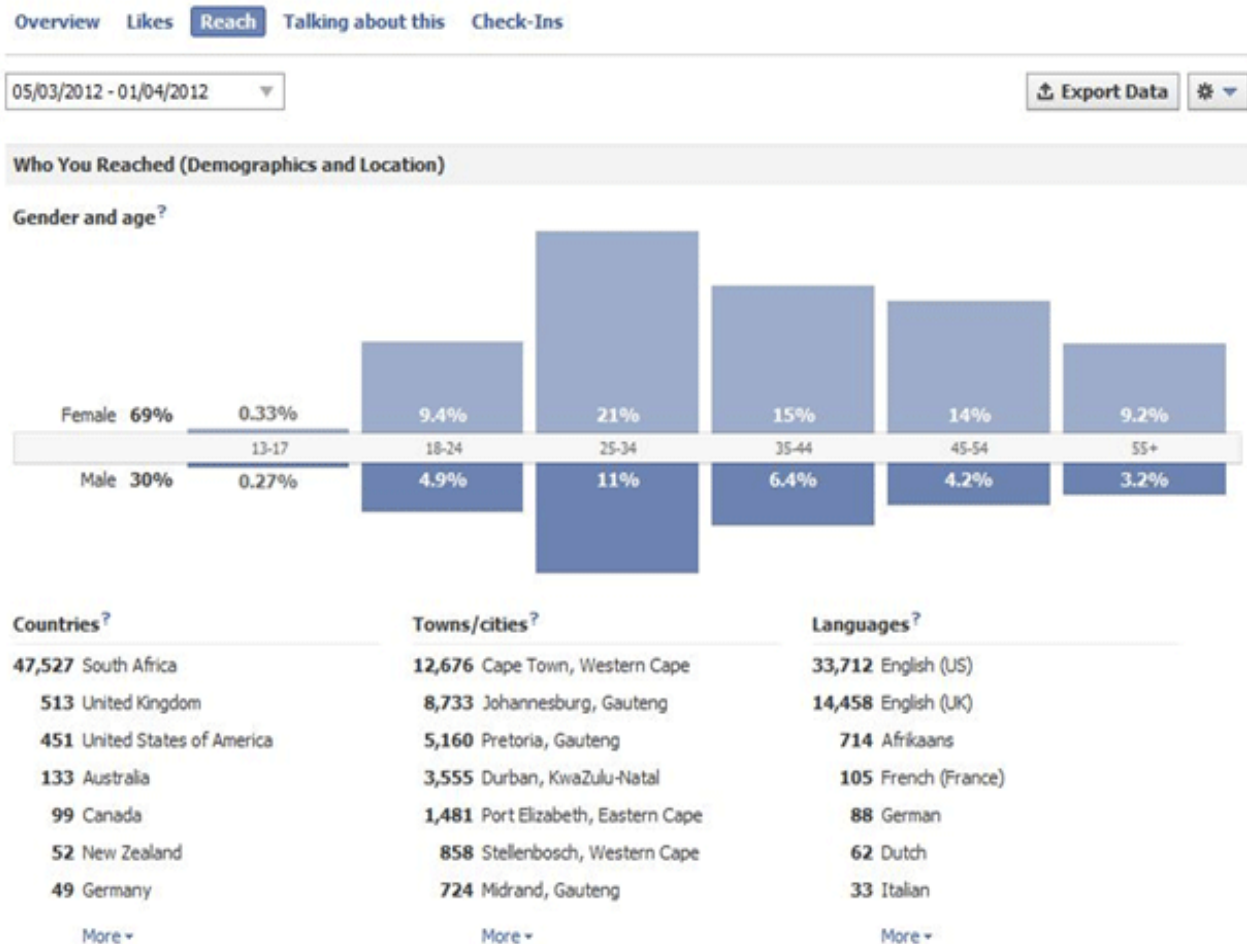 Overview Likes Reach Talking about this Check-Ins
05/03/2012 - 01/04/2012
Export Data
Who You Reached (Demographics and Location)
Gender and age?
Female 69% 0.33% 9.4% 21% 15% 14% 9.2%
13-17 18-24 25-34 35-44 45-54 55+
Male 30% 0.27% 4.9% 11% 6.4% 4.2% 3.2%
Countries? Towns/cities? Languages?
47,527 South Africa 12,676 Cape Town, Western Cape 33,712 English (US)
513 United Kingdom 8,733 Johannesburg, Gauteng 14,458 English (UK)
451 United States of America 5,160 Pretoria, Gauteng 714 Afrikaans
133 Australia 3,555 Durban, KwaZulu-Natal 105 French (France)
99 Canada 1,481 Port Elizabeth, Eastern Cape 88 German
52 New Zealand 858 Stellenbosch, Western Cape 62 Dutch
49 Germany 724 Midrand, Gauteng 33 Italian
More More More